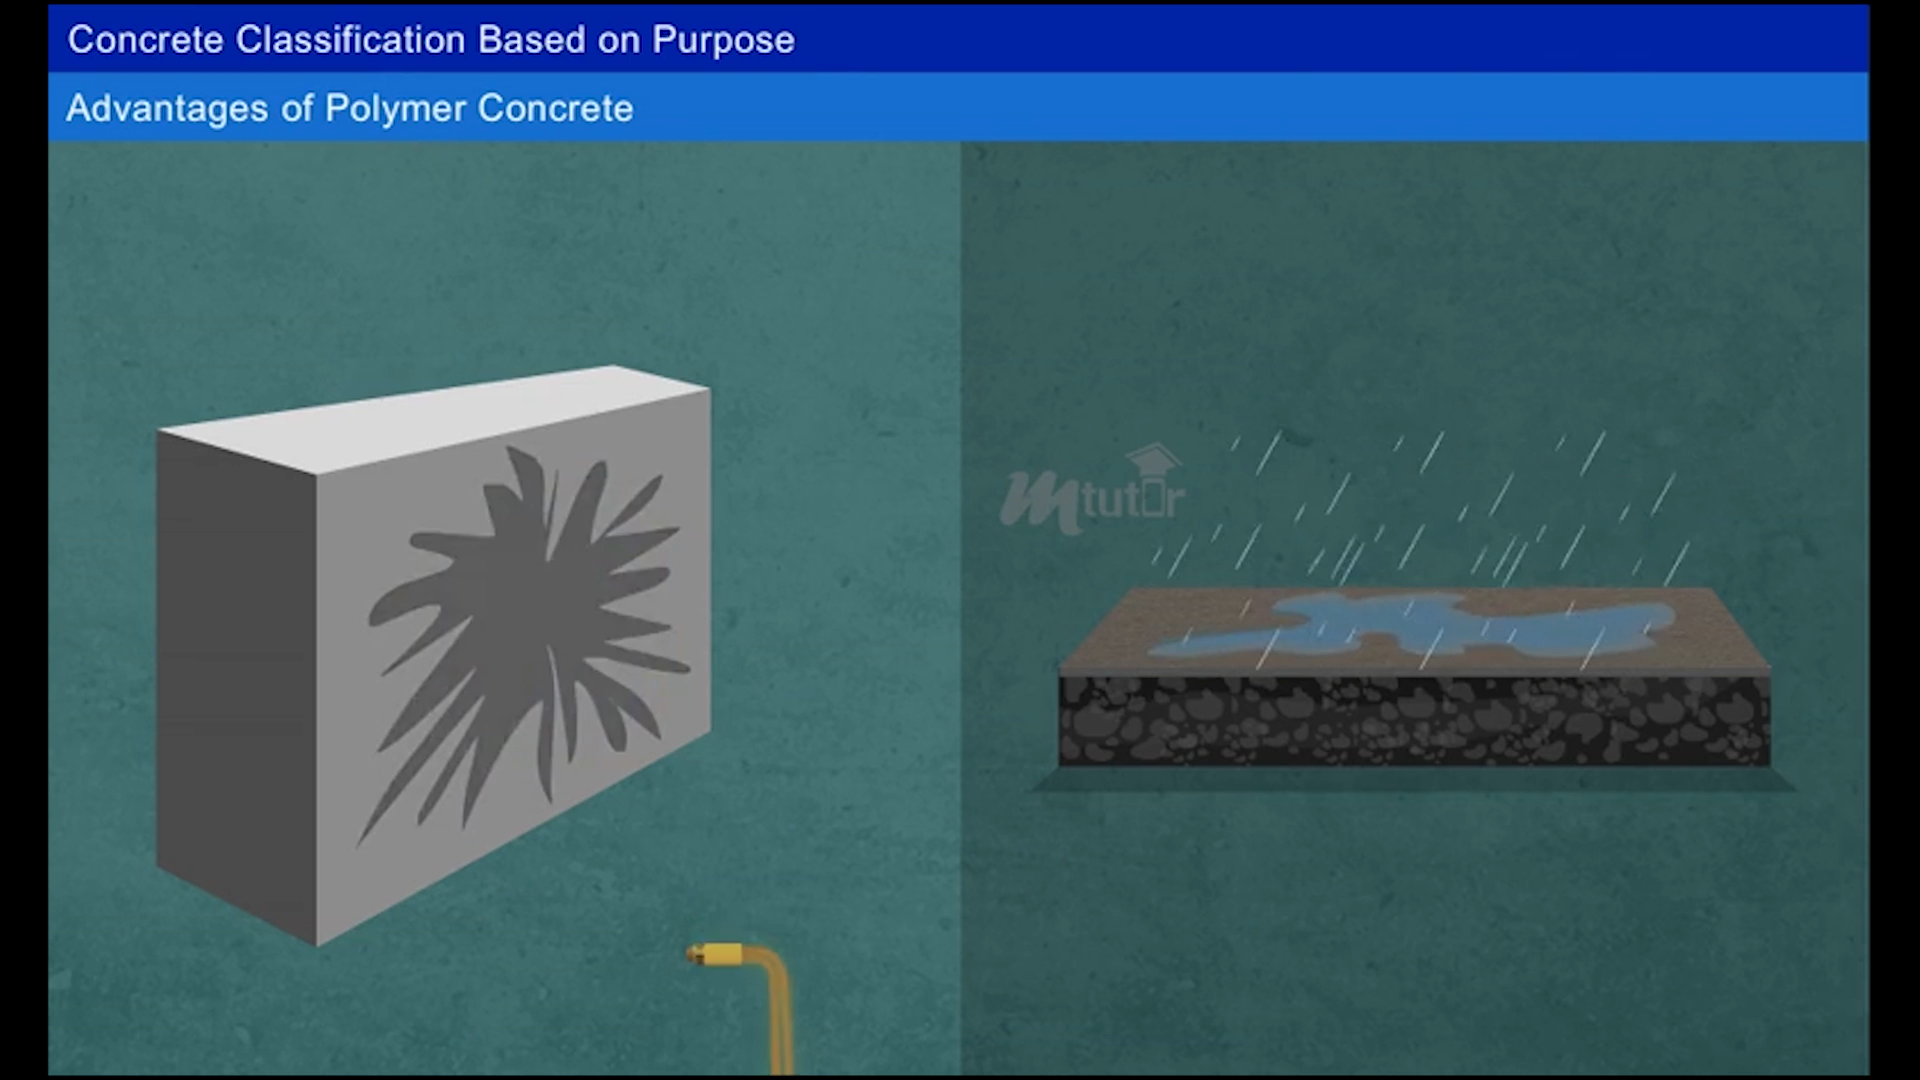 Concrete Classification Based on Purpose
Advantages of Polymer Concrete
mtutor